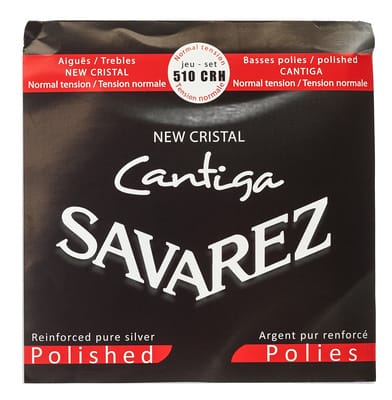 Aiguës / Trebles
NEW CRISTAL
Normal tension / Tension normale
Normal tension
jeu - set
510 CRH
Tension normale
Basses polies / polished
CANTIGA
Normal tension / Tension normale
NEW CRISTAL
Cantiga
SAVAREZ
Reinforced pure silver
Polished
Argent pur renforcé
Polies